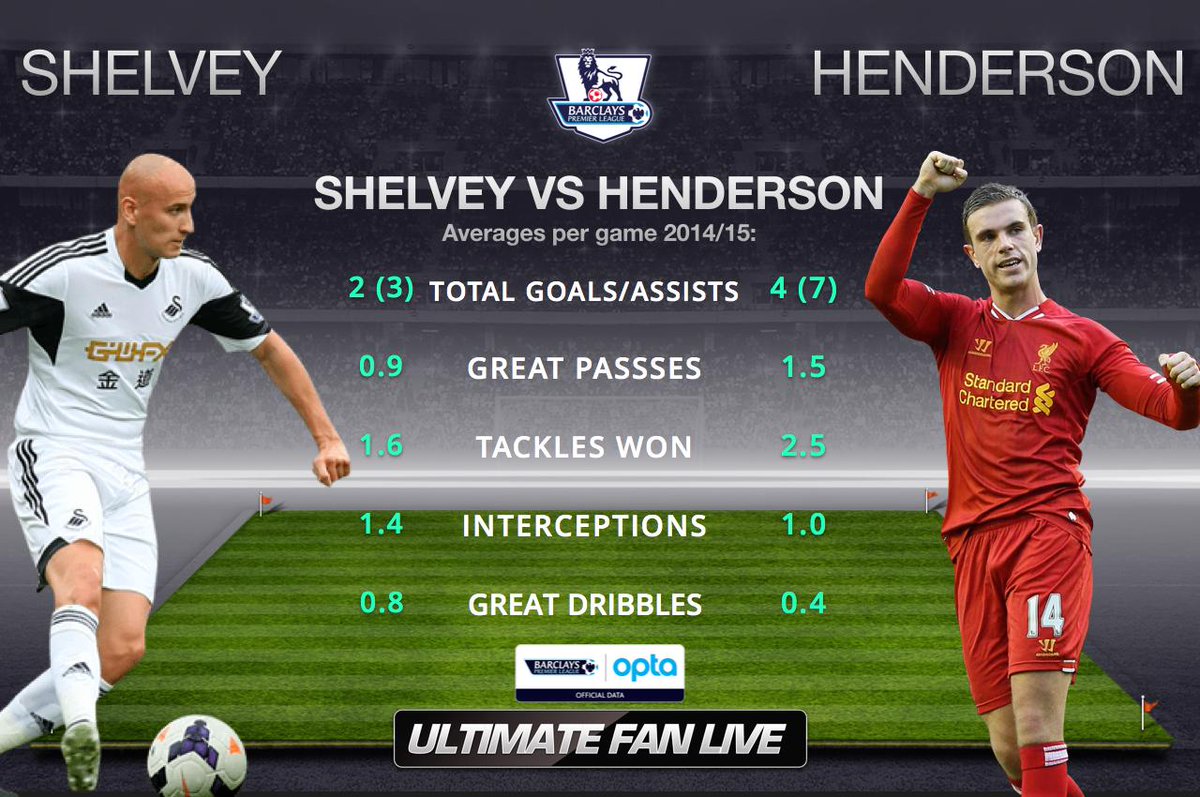 SHELVEY
HENDERSON
BARCLAYS
PREMIER LEAGUE
SHELVEY VS HENDERSON
Averages per game 2014/15:
2 (3) TOTAL GOALS/ASSISTS 4 (7)
0.9 GREAT PASSSES 1.5
1.6 TACKLES WON 2.5
1.4 INTERCEPTIONS 1.0
0.8 GREAT DRIBBLES 0.4
adidas
GWFX
金道
Standard
Chartered
L.F.C.
14
BARCLAYS
PREMIER LEAGUE
opta
OFFICIAL DATA
ULTIMATE FAN LIVE